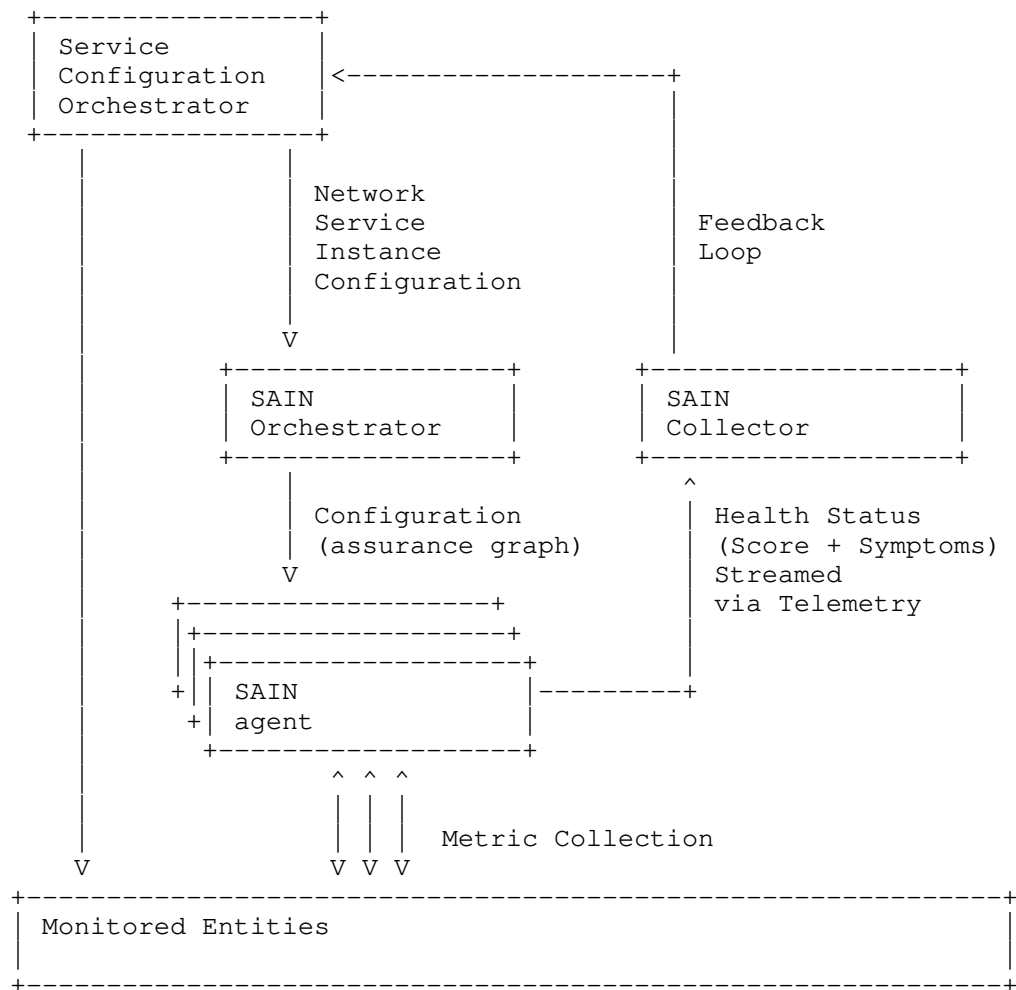 Service
Configuration
Orchestrator
Network
Service
Instance
Configuration
Feedback
Loop
SAIN
Orchestrator
SAIN
Collector
Configuration
(assurance graph)
Health Status
(Score + Symptoms)
Streamed
via Telemetry
SAIN
agent
Metric Collection
Monitored Entities